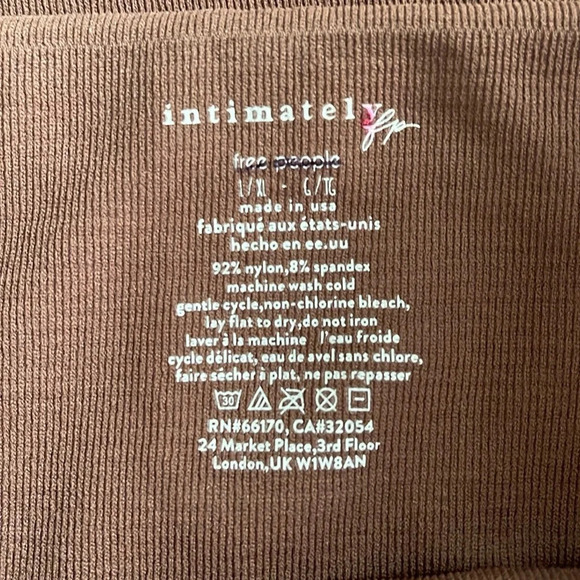 intimately fp
free people
L/XL - G/TG
made in usa
fabriqué aux états-unis
hecho en ee.uu
92% nylon,8% spandex
machine wash cold
gentle cycle,non-chlorine bleach,
lay flat to dry,do not iron
laver à la machine l'eau froide
cycle délicat, eau de avel sans chlore,
faire sécher à plat, ne pas repasser
30
RN#66170, CA#32054
24 Market Place,3rd Floor
London,UK W1W8AN